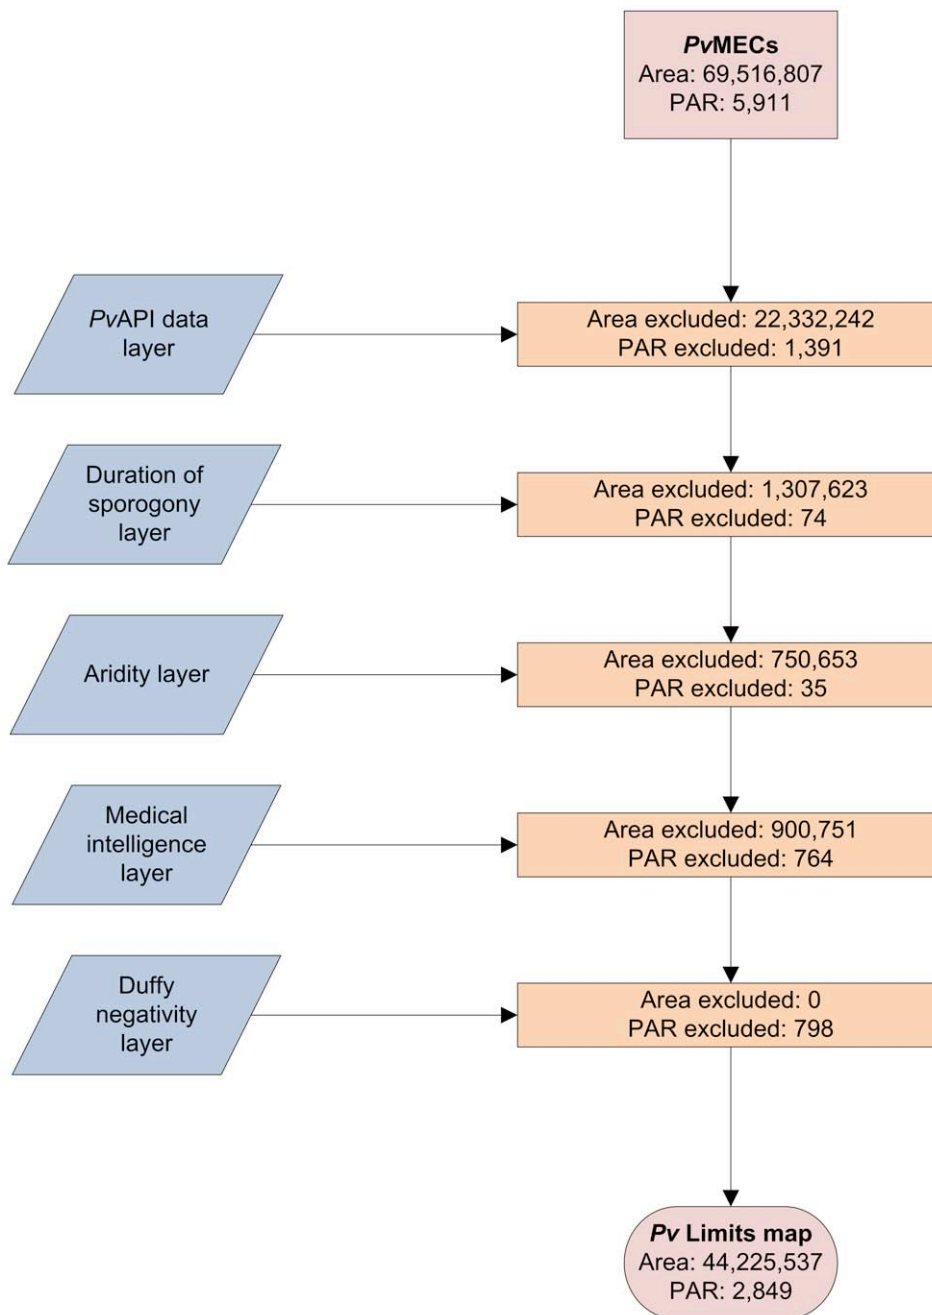 PvMECs
Area: 69,516,807
PAR: 5,911
PvAPI data
layer
Area excluded: 22,332,242
PAR excluded: 1,391
Duration of
sporogony
layer
Area excluded: 1,307,623
PAR excluded: 74
Aridity layer
Area excluded: 750,653
PAR excluded: 35
Medical
intelligence
layer
Area excluded: 900,751
PAR excluded: 764
Duffy
negativity
layer
Area excluded: 0
PAR excluded: 798
Pv Limits map
Area: 44,225,537
PAR: 2,849